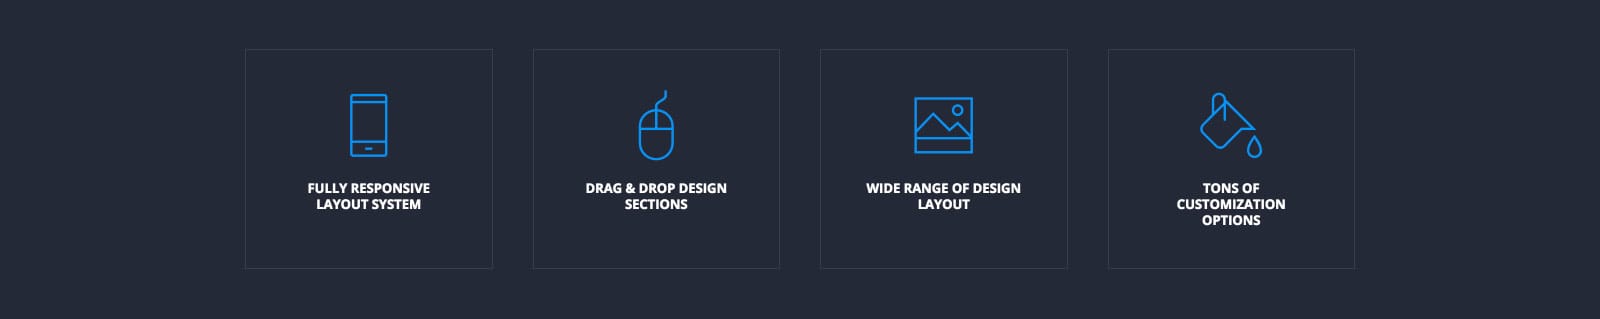 FULLY RESPONSIVE
LAYOUT SYSTEM
DRAG & DROP DESIGN
SECTIONS
WIDE RANGE OF DESIGN
LAYOUT
TONS OF
CUSTOMIZATION
OPTIONS